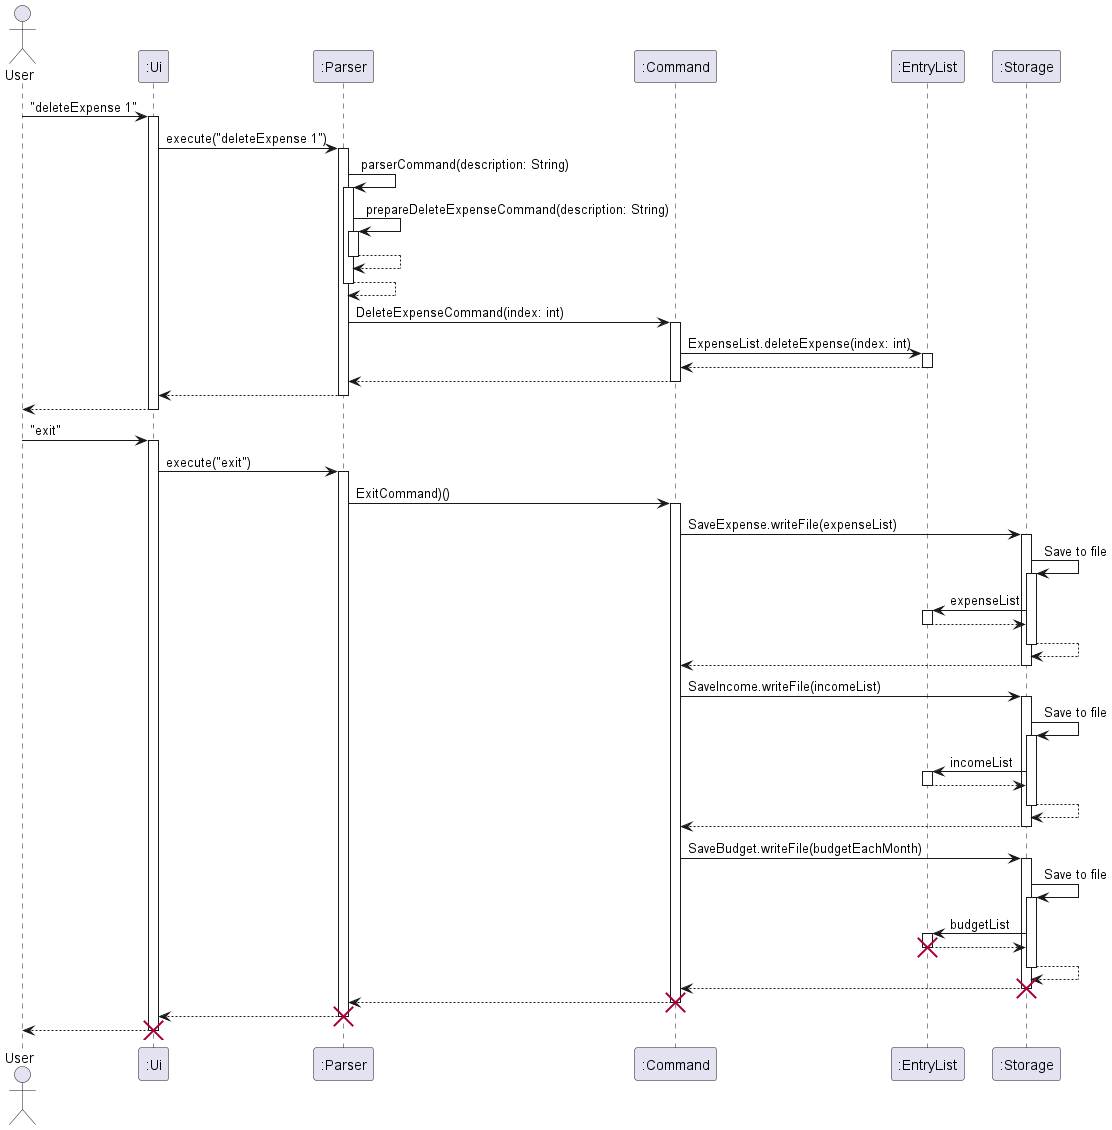 User
:Ui
:Parser
:Command
:EntryList
:Storage
"deleteExpense 1"
execute("deleteExpense 1")
parserCommand(description: String)
prepareDeleteExpenseCommand(description: String)
DeleteExpenseCommand(index: int)
ExpenseList.deleteExpense(index: int)
"exit"
execute("exit")
ExitCommand)()
SaveExpense.writeFile(expenseList)
Save to file
expenseList
SaveIncome.writeFile(incomeList)
Save to file
incomeList
SaveBudget.writeFile(budgetEachMonth)
Save to file
budgetList
User
:Ui
:Parser
:Command
:EntryList
:Storage